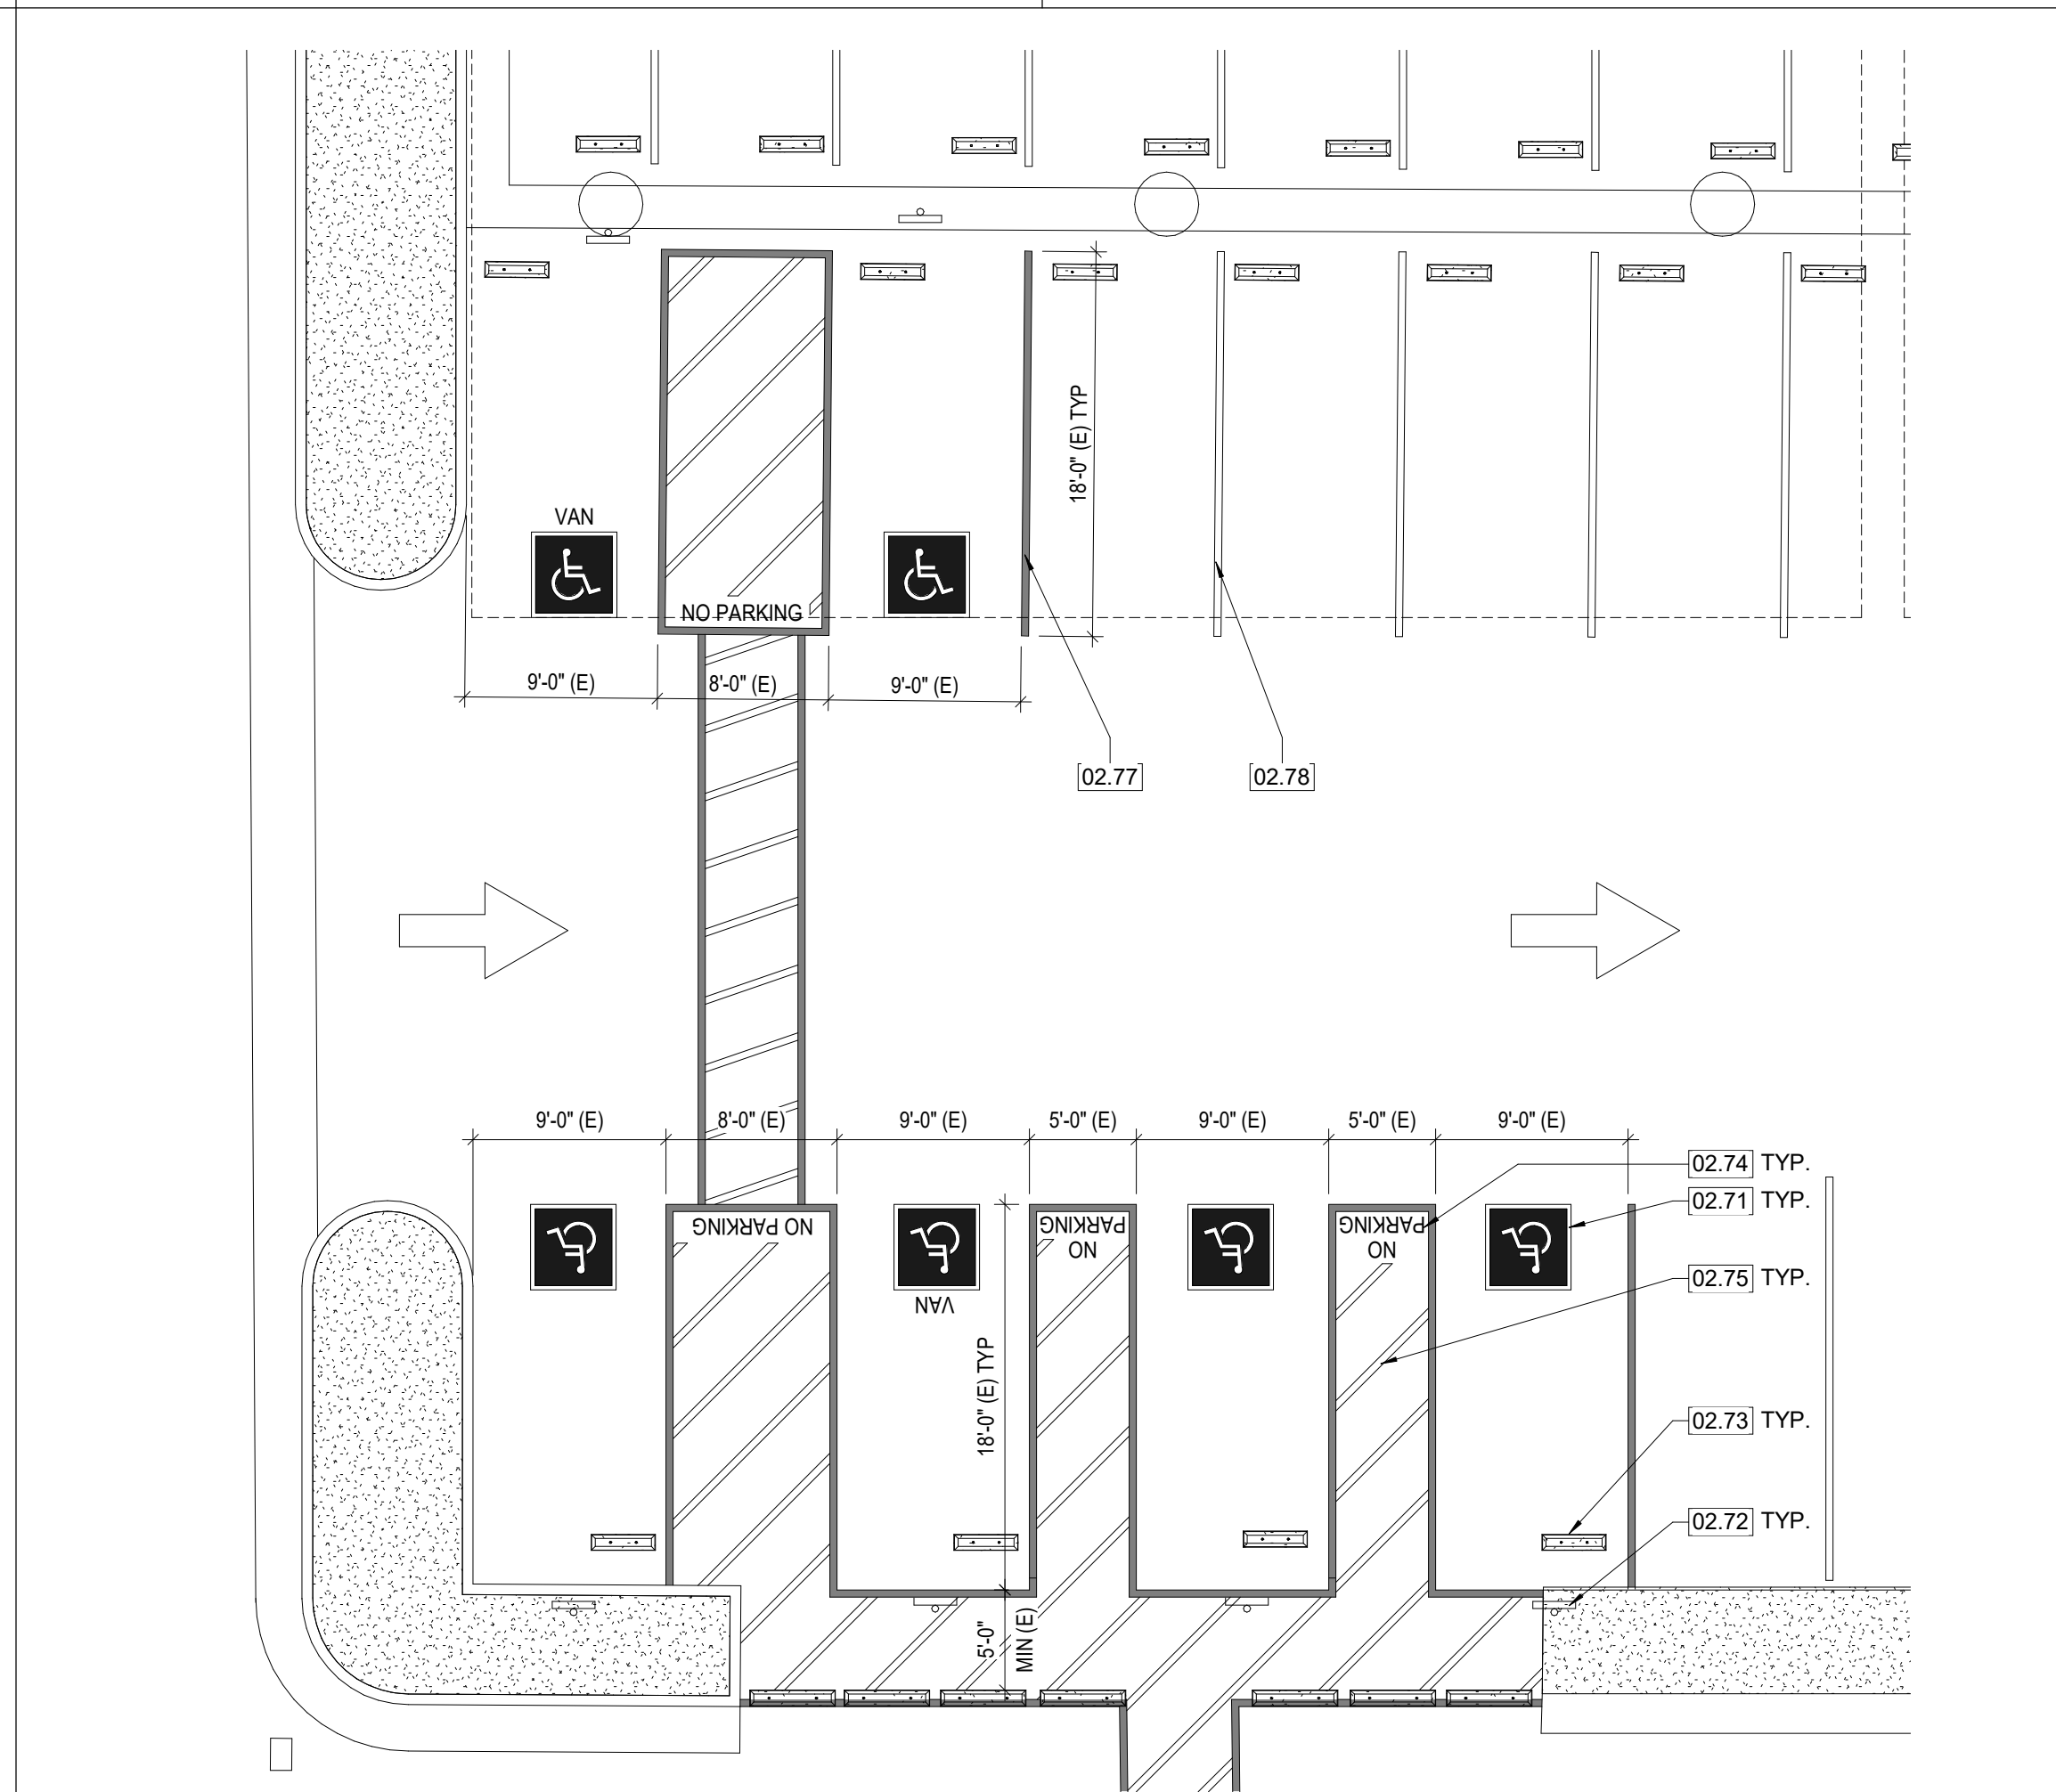 18'-0" (E) TYP
VAN
NO PARKING
9'-0" (E)
8'-0" (E)
9'-0" (E)
02.77
02.78
9'-0" (E)
8'-0" (E)
9'-0" (E)
5'-0" (E)
9'-0" (E)
5'-0" (E)
9'-0" (E)
02.74 TYP.
02.71 TYP.
NO PARKING
NO
PARKING
NO
PARKING
VAN
02.75 TYP.
18'-0" (E) TYP
02.73 TYP.
02.72 TYP.
5'-0"
MIN (E)